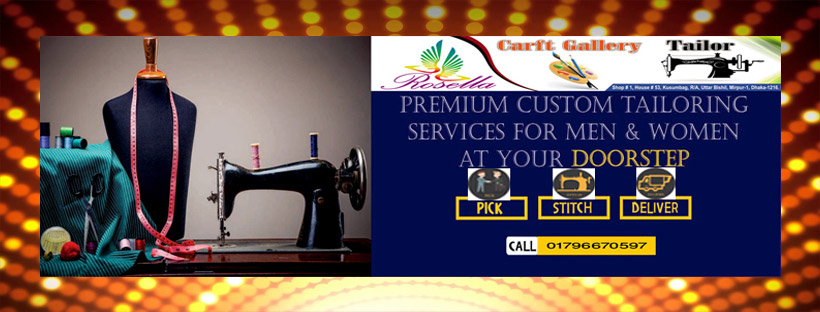 Rosella
Carft Gallery
Tailor
Shop # 1, House # 53, Kusumbag, R/A, Uttar Bishil, Mirpur-1, Dhaka-1216.
PREMIUM CUSTOM TAILORING
SERVICES FOR MEN & WOMEN
AT YOUR DOORSTEP
PICK STITCH DELIVER
CALL 01796670597